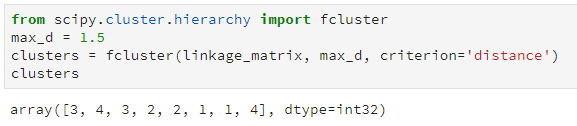 from scipy.cluster.hierarchy import fcluster
max_d = 1.5
clusters = fcluster(linkage_matrix, max_d, criterion='distance')
clusters
array([3, 4, 3, 2, 2, 1, 1, 4], dtype=int32)